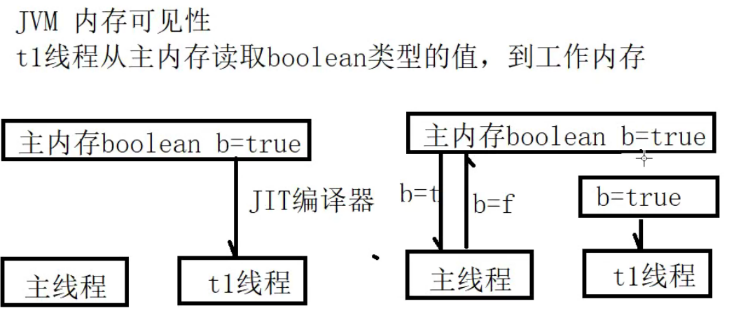 JVM 内存可见性
t1线程从主内存读取boolean类型的值，到工作内存
主内存boolean b=true
主内存boolean b=true
JIT编译器
b=t
b=f
b=true
主线程
t1线程
主线程
t1线程